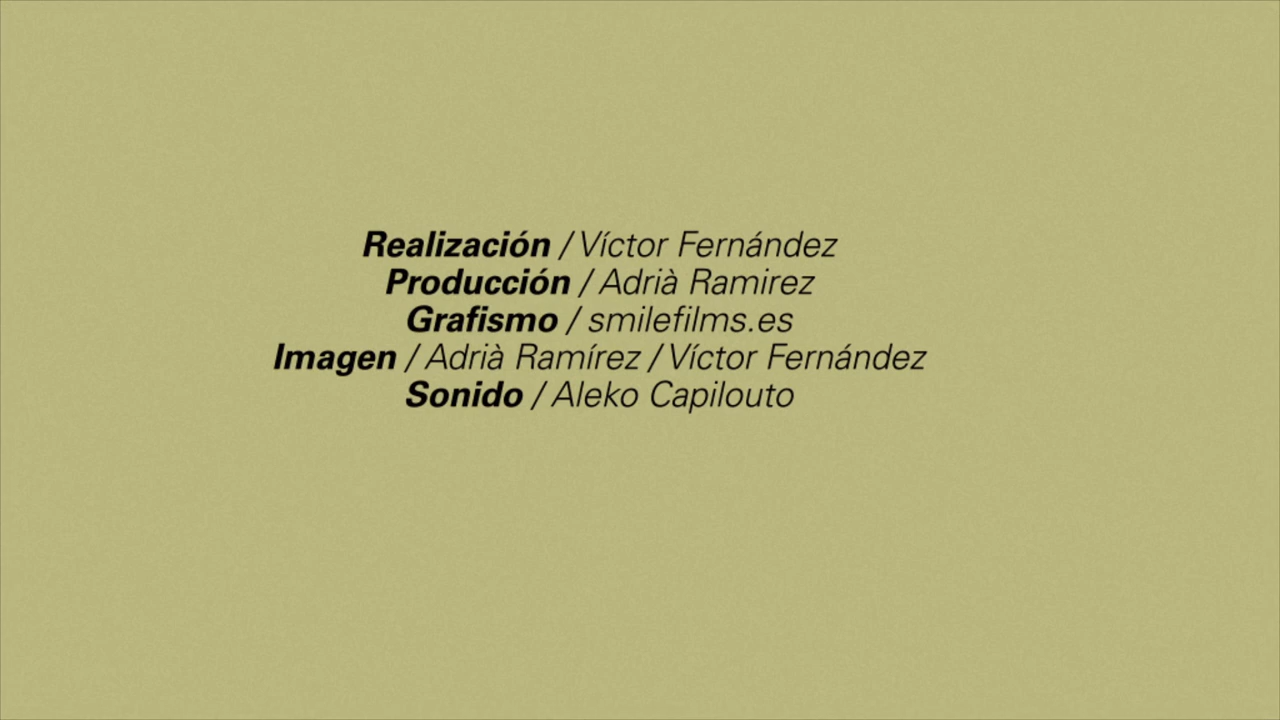 Realización / Víctor Fernández
Producción / Adrià Ramirez
Grafismo / smilefilms.es
Imagen / Adrià Ramírez / Víctor Fernández
Sonido / Aleko Capilouto